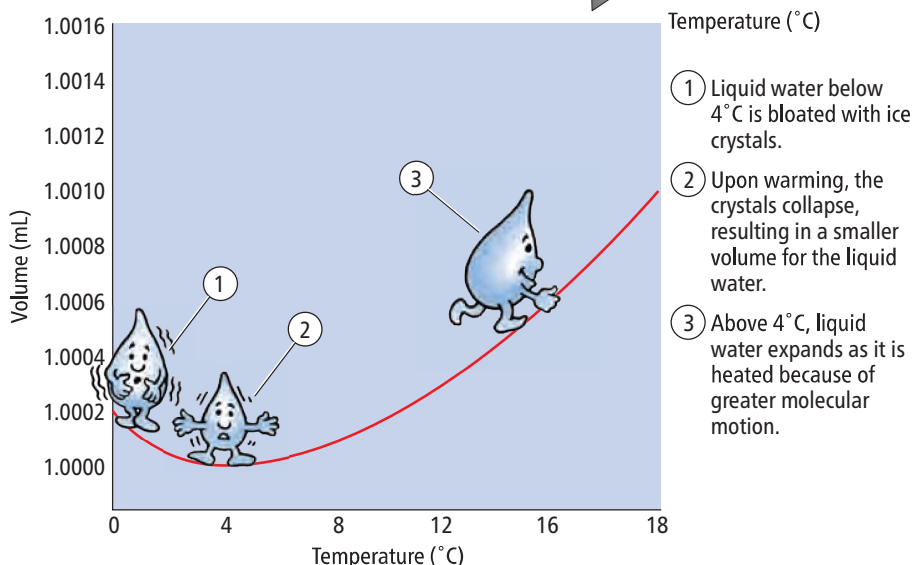 Temperature (˚C)
1.0016
1.0014
1.0012
1.0010
1.0008
1.0006
1.0004
1.0002
1.0000
Volume (mL)
1
2
3
0
4
8
12
16
18
Temperature (˚C)
1 Liquid water below
4˚C is bloated with ice
crystals.
2 Upon warming, the
crystals collapse,
resulting in a smaller
volume for the liquid
water.
3 Above 4˚C, liquid
water expands as it is
heated because of
greater molecular
motion.